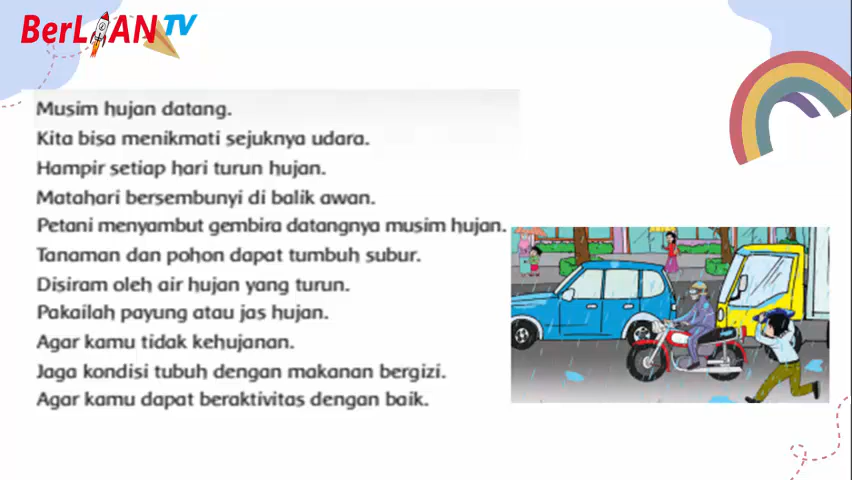 BerLIAN TV
Musim hujan datang.
Kita bisa menikmati sejuknya udara.
Hampir setiap hari turun hujan.
Matahari bersembunyi di balik awan.
Petani menyambut gembira datangnya musim hujan.
Tanaman dan pohon dapat tumbuh subur.
Disiram oleh air hujan yang turun.
Pakailah payung atau jas hujan.
Agar kamu tidak kehujanan.
Jaga kondisi tubuh dengan makanan bergizi.
Agar kamu dapat beraktivitas dengan baik.